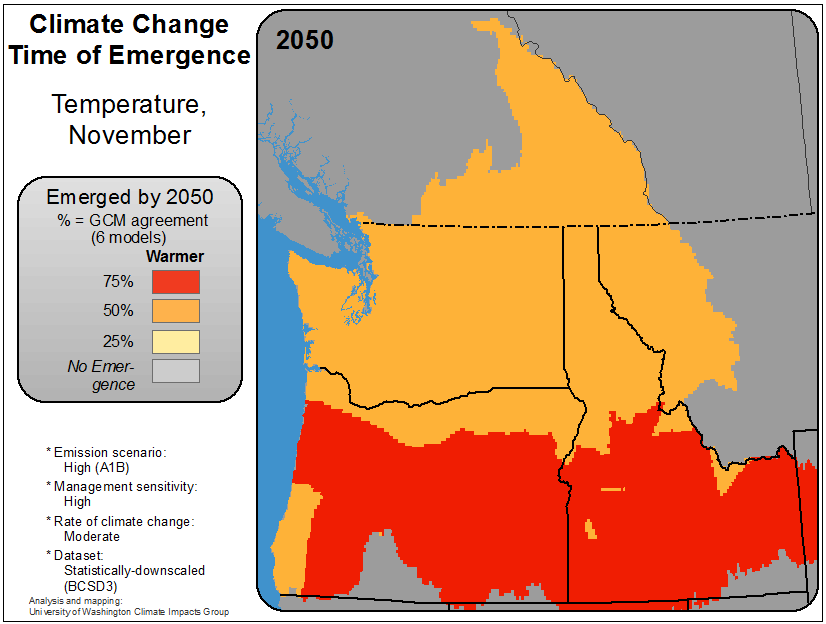 Climate Change
Time of Emergence
Temperature,
November
Emerged by 2050
% = GCM agreement
(6 models)
Warmer
75%
50%
25%
No Emer-
gence
* Emission scenario:
High (A1B)
* Management sensitivity:
High
* Rate of climate change:
Moderate
* Dataset:
Statistically-downscaled
(BCSD3)
Analysis and mapping:
University of Washington Climate Impacts Group
2050